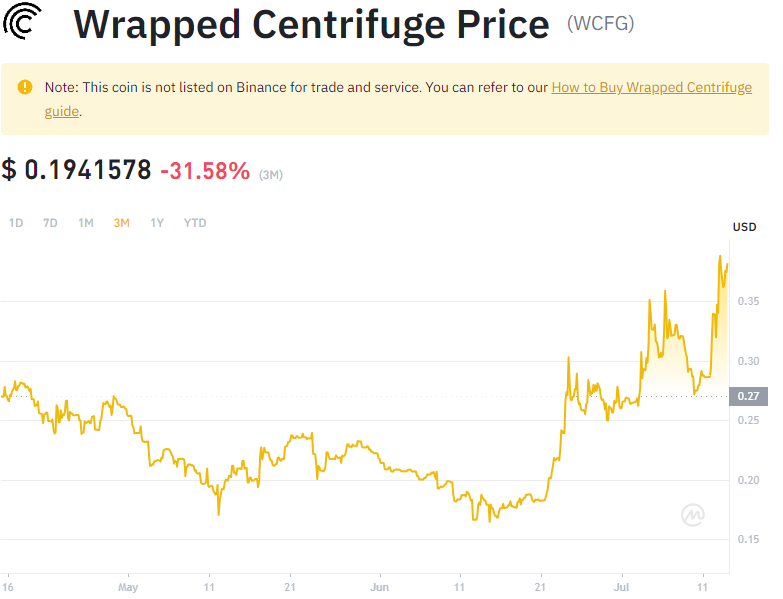 Wrapped Centrifuge Price (WCFG)
Note: This coin is not listed on Binance for trade and service. You can refer to our How to Buy Wrapped Centrifuge
guide.
$ 0.1941578 -31.58% (3M)
1D 7D 1M 3M 1Y YTD
USD
0.35
0.30
0.27
0.25
0.20
0.15
16 May 11 21 Jun 11 21 Jul 11